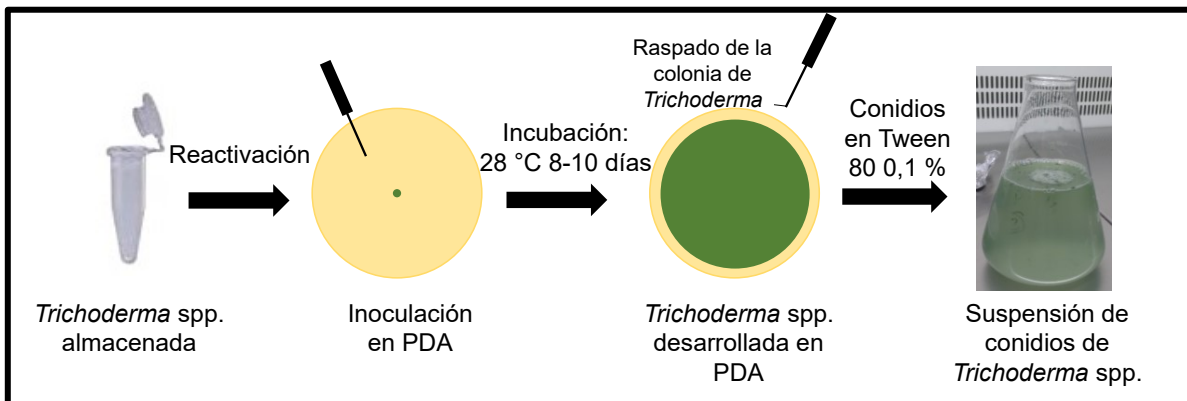 Reactivación
Incubación:
28 °C 8-10 días
Raspado de la
colonia de
Trichoderma
Conidios
en Tween
80 0,1 %
Trichoderma spp.
almacenada
Inoculación
en PDA
Trichoderma spp.
desarrollada en
PDA
Suspensión de
conidios de
Trichoderma spp.